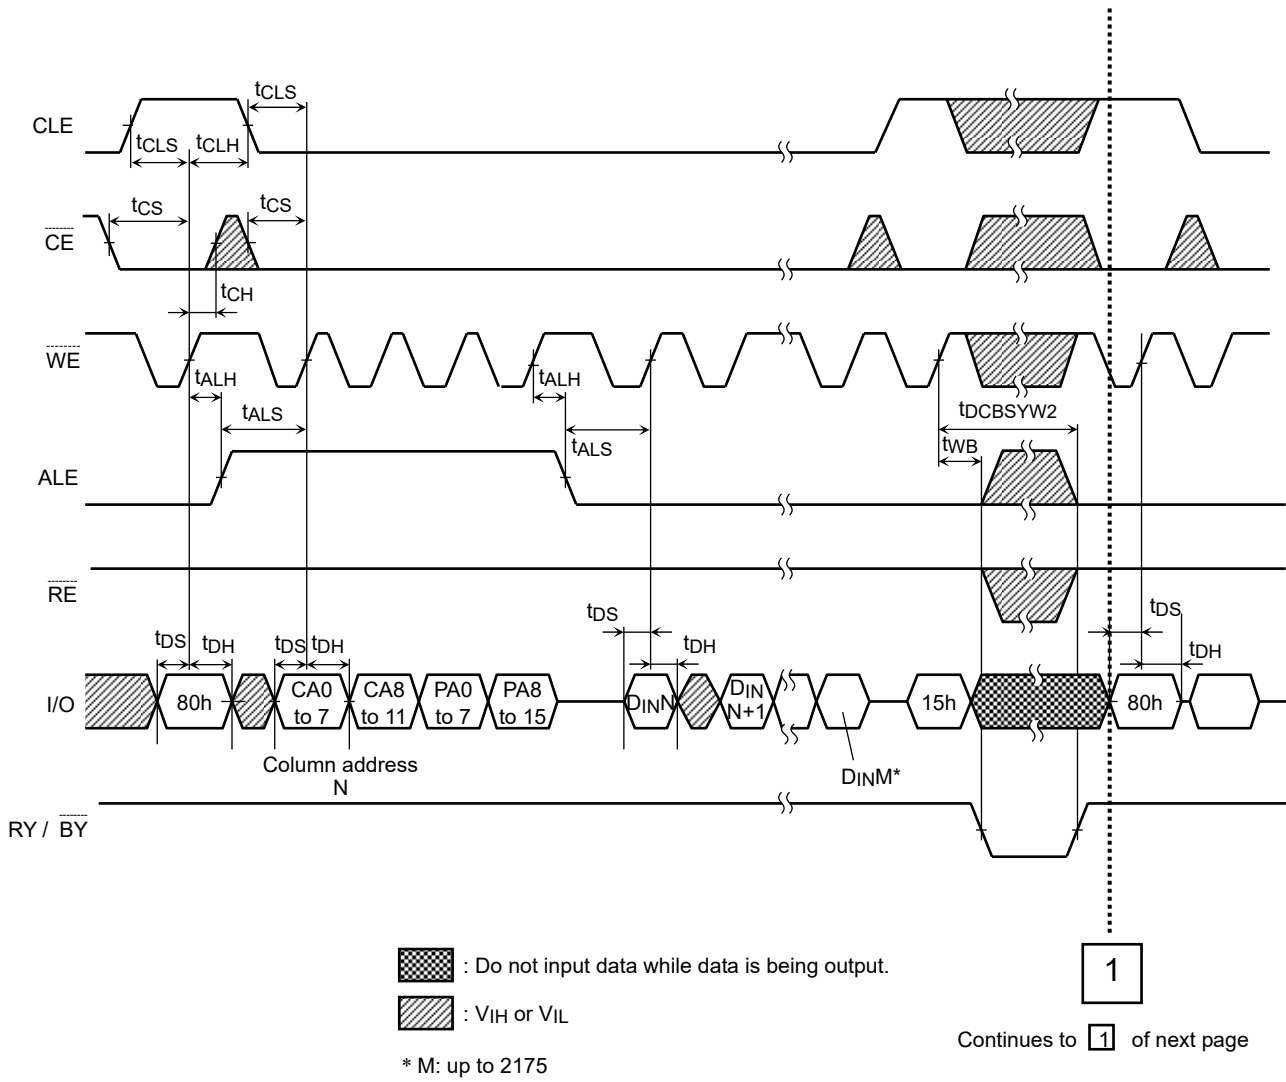 tCLS
CLE
tCLS tCLH
tCS tCS
CE
tCH
WE
tALH tALH
tALS tDCBSYW2
tALS tWB
ALE
RE
tDS tDS
tDS tDH tDS tDH tDH tDH
I/O 80h CA0 to 7 CA8 to 11 PA0 to 7 PA8 to 15 DINN DIN N+1 15h 80h
Column address
N
DINM*
RY / BY
: Do not input data while data is being output.
1
: VIH or VIL
Continues to 1 of next page
* M: up to 2175